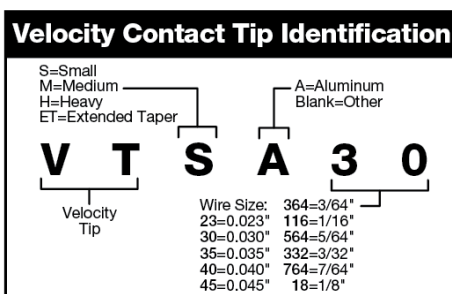 Velocity Contact Tip Identification
S=Small
M=Medium
H=Heavy
ET=Extended Taper
A=Aluminum
Blank=Other
V T S A 3 0
Velocity
Tip
Wire Size: 364=3/64"
23=0.023" 116=1/16"
30=0.030" 564=5/64"
35=0.035" 332=3/32"
40=0.040" 764=7/64"
45=0.045" 18=1/8"